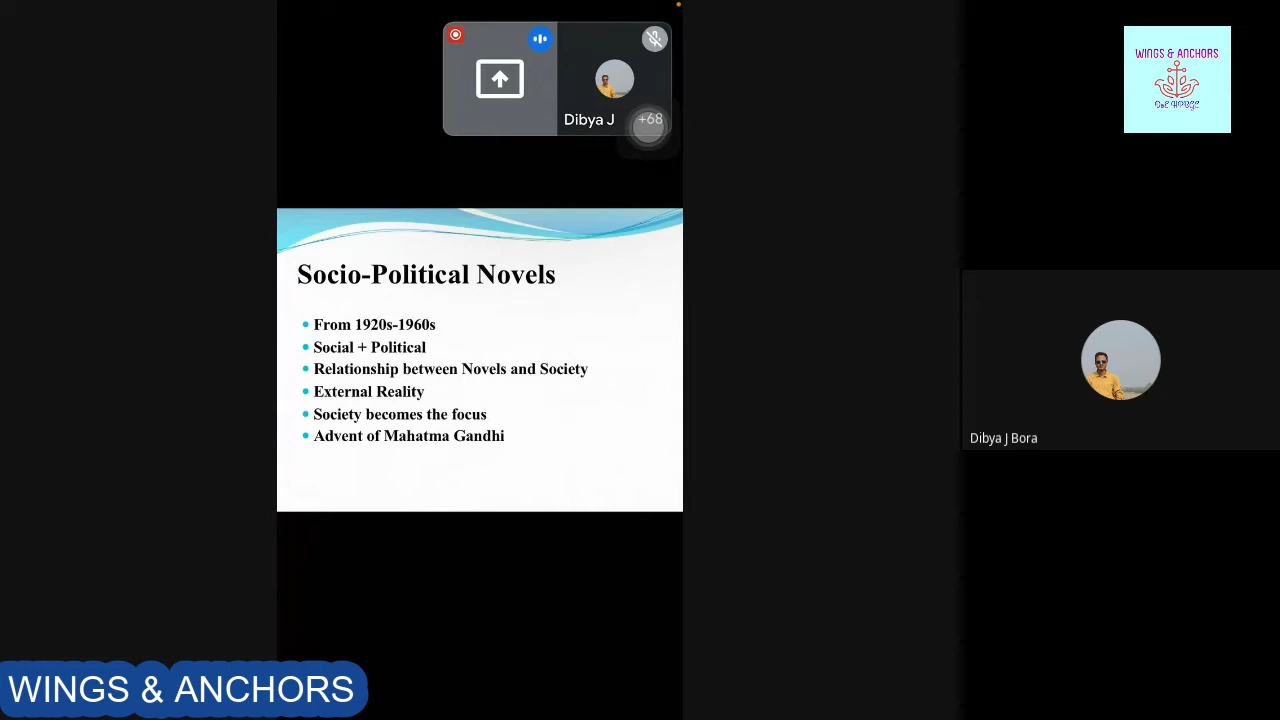 WINGS & ANCHORS
Dibya J
+68
Socio-Political Novels
From 1920s-1960s
Social + Political
Relationship between Novels and Society
External Reality
Society becomes the focus
Advent of Mahatma Gandhi
Dibya J Bora
WINGS & ANCHORS